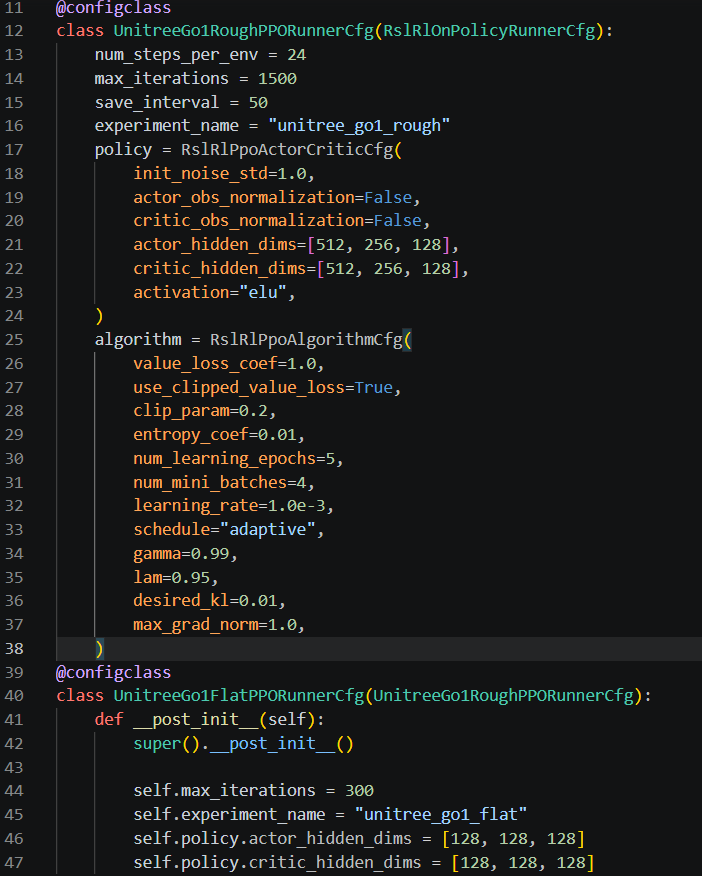 11 @configclass
12 class UnitreeGo1RoughPPORunnerCfg(RslRlOnPolicyRunnerCfg):
13     num_steps_per_env = 24
14     max_iterations = 1500
15     save_interval = 50
16     experiment_name = "unitree_go1_rough"
17     policy = RslRlPpoActorCriticCfg(
18         init_noise_std=1.0,
19         actor_obs_normalization=False,
20         critic_obs_normalization=False,
21         actor_hidden_dims=[512, 256, 128],
22         critic_hidden_dims=[512, 256, 128],
23         activation="elu",
24     )
25     algorithm = RslRlPpoAlgorithmCfg(
26         value_loss_coef=1.0,
27         use_clipped_value_loss=True,
28         clip_param=0.2,
29         entropy_coef=0.01,
30         num_learning_epochs=5,
31         num_mini_batches=4,
32         learning_rate=1.0e-3,
33         schedule="adaptive",
34         gamma=0.99,
35         lam=0.95,
36         desired_kl=0.01,
37         max_grad_norm=1.0,
38     )
39 @configclass
40 class UnitreeGo1FlatPPORunnerCfg(UnitreeGo1RoughPPORunnerCfg):
41     def __post_init__(self):
42         super().__post_init__()
43
44         self.max_iterations = 300
45         self.experiment_name = "unitree_go1_flat"
46         self.policy.actor_hidden_dims = [128, 128, 128]
47         self.policy.critic_hidden_dims = [128, 128, 128]